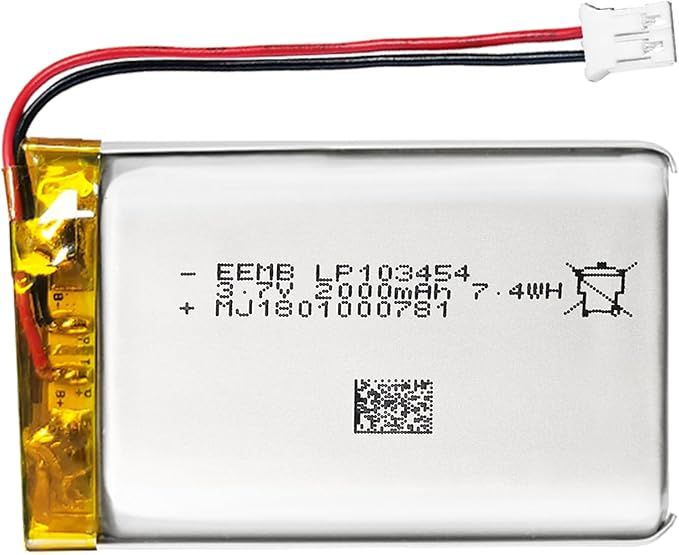 - EEMB LP103454
3.7V 2000mAh 7.4WH
+ MJ1801000781
B-
B+